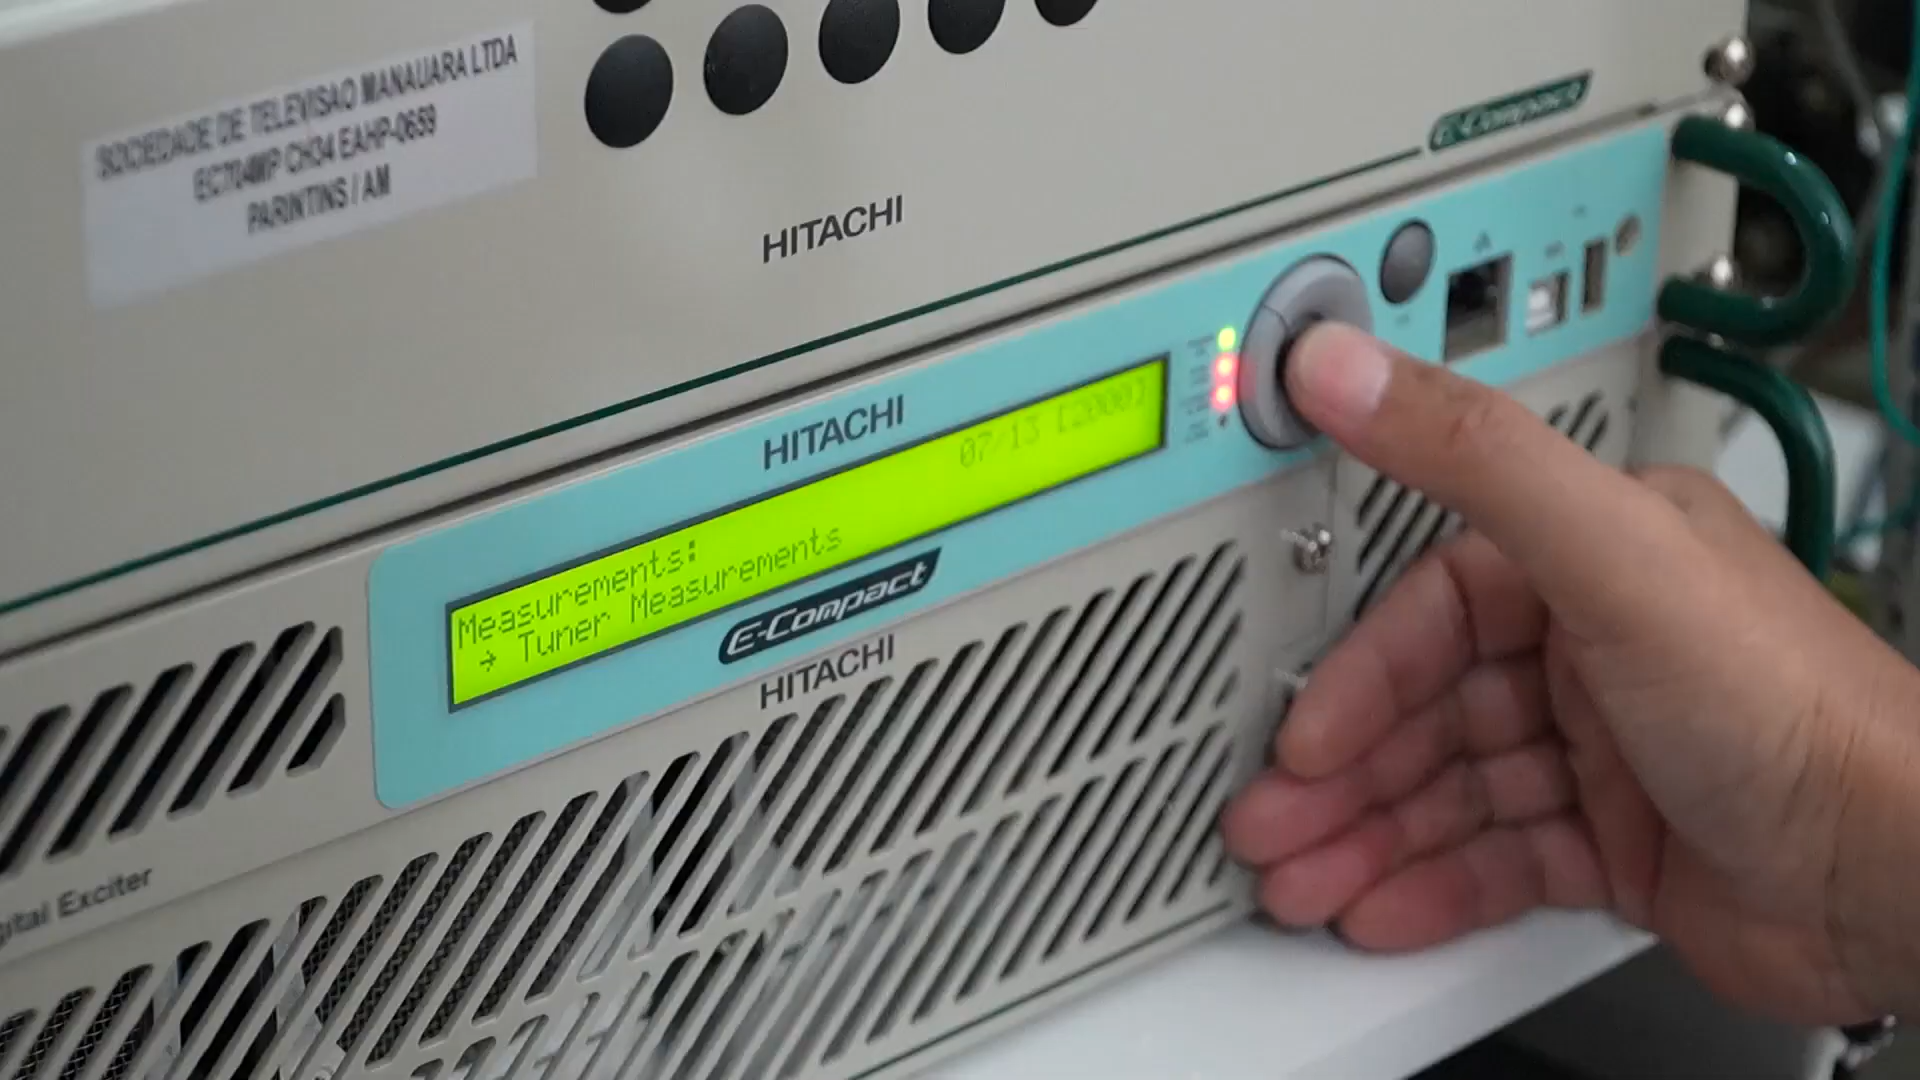 SOCIEDADE DE TELEVISAO MANAUARA LTDA
EC704MP CH34 EAHP-0659
PARINTINS / AM
HITACHI
E-Compact
HITACHI
07/13 [2000]
Measurements:
→ Tuner Measurements
E-Compact
HITACHI
gital Exciter